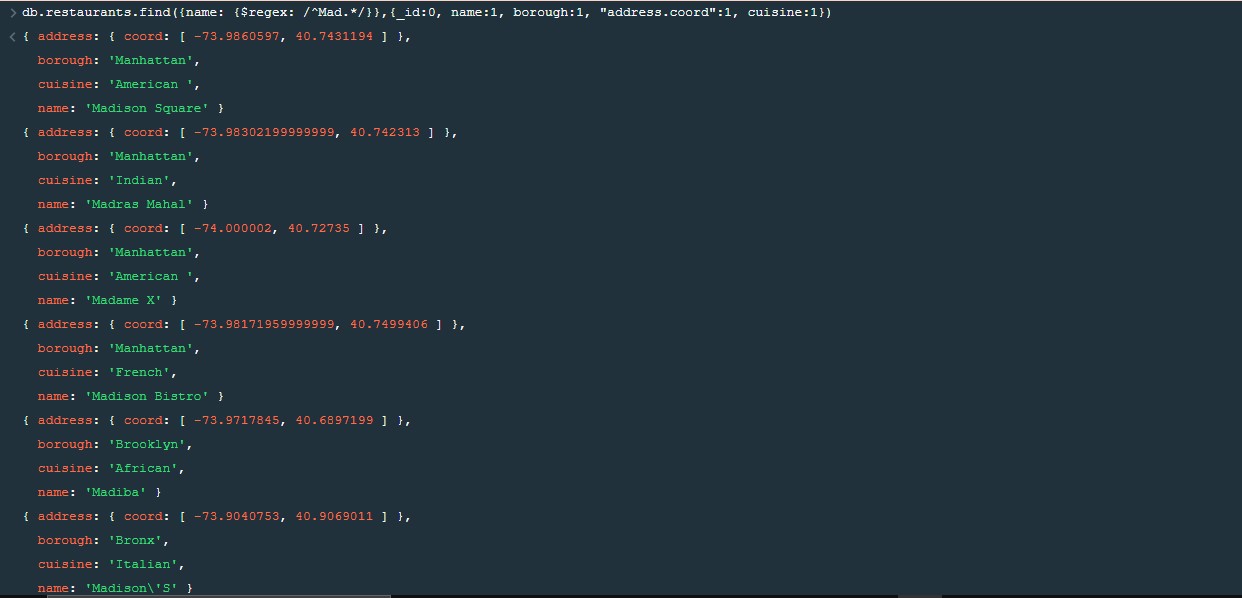 > db.restaurants.find({name: {$regex: /^Mad.*/}},{_id:0, name:1, borough:1, "address.coord":1, cuisine:1})
< { address: { coord: [ -73.9860597, 40.7431194 ] },
borough: 'Manhattan',
cuisine: 'American ',
name: 'Madison Square' }
{ address: { coord: [ -73.98302199999999, 40.742313 ] },
borough: 'Manhattan',
cuisine: 'Indian',
name: 'Madras Mahal' }
{ address: { coord: [ -74.000002, 40.72735 ] },
borough: 'Manhattan',
cuisine: 'American ',
name: 'Madame X' }
{ address: { coord: [ -73.98171959999999, 40.7499406 ] },
borough: 'Manhattan',
cuisine: 'French',
name: 'Madison Bistro' }
{ address: { coord: [ -73.9717845, 40.6897199 ] },
borough: 'Brooklyn',
cuisine: 'African',
name: 'Madiba' }
{ address: { coord: [ -73.9040753, 40.9069011 ] },
borough: 'Bronx',
cuisine: 'Italian',
name: 'Madison\'S' }